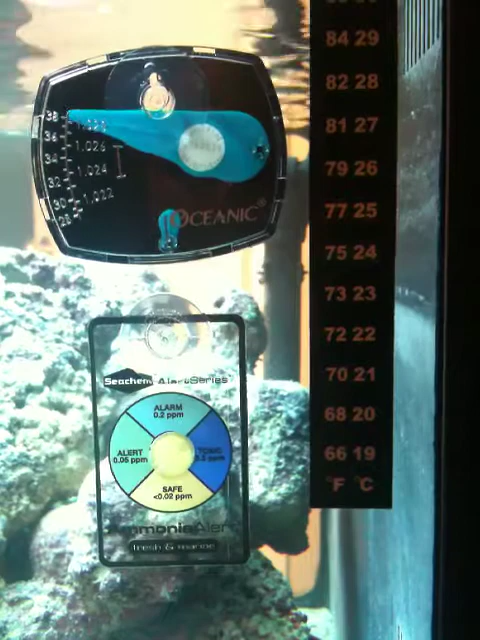 84 29
82 28
81 27
79 26
77 25
75 24
73 23
72 22
70 21
68 20
66 19
°F °C
38
36
34
32
30
28
1.026
1.024
1.022
OCEANIC®
Seachem AlertSeries
ALARM
0.2 ppm
ALERT
0.05 ppm
TOXIC
0.5 ppm
SAFE
<0.02 ppm
AmmoniaAlert
fresh & marine